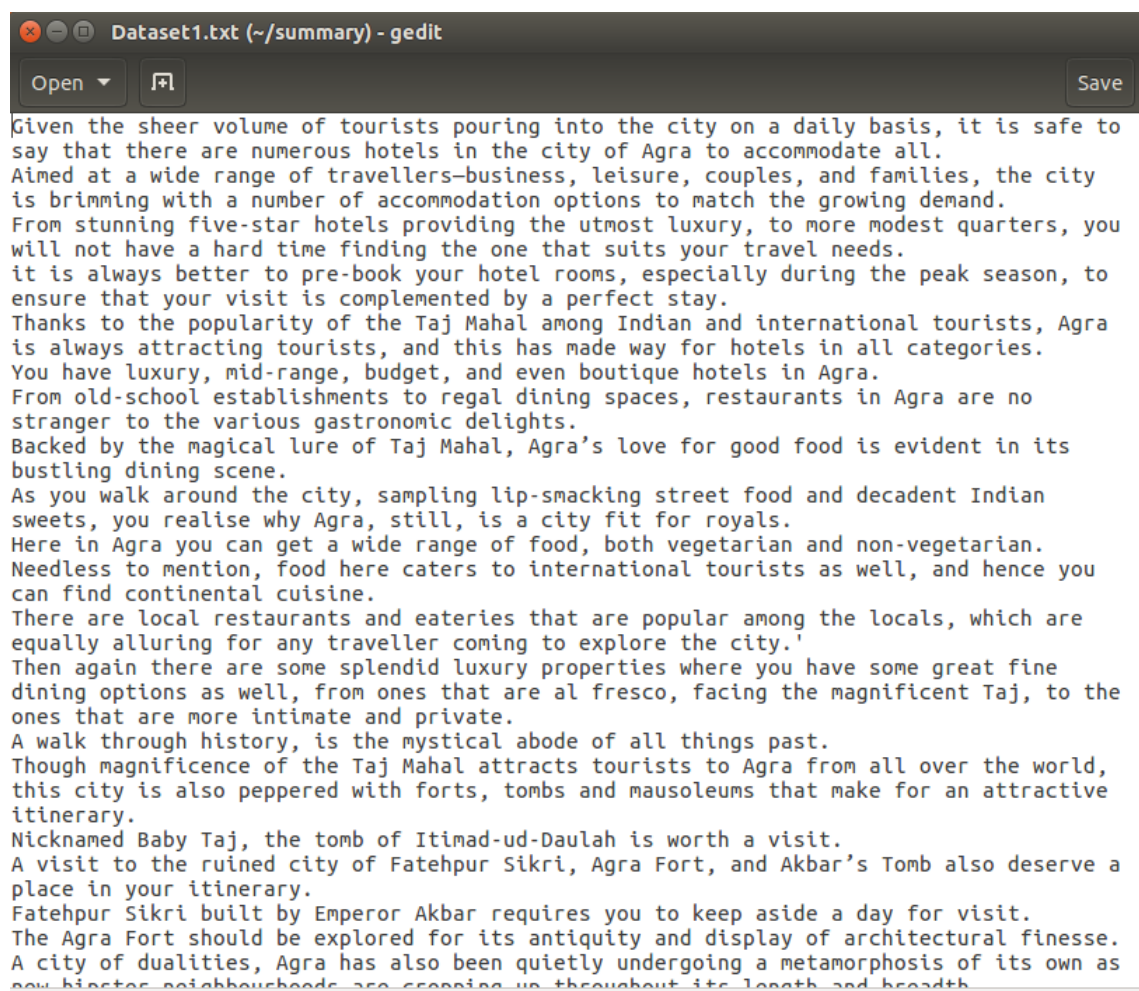 Dataset1.txt (~/summary) - gedit
Open
Save
Given the sheer volume of tourists pouring into the city on a daily basis, it is safe to
say that there are numerous hotels in the city of Agra to accommodate all.
Aimed at a wide range of travellers—business, leisure, couples, and families, the city
is brimming with a number of accommodation options to match the growing demand.
From stunning five-star hotels providing the utmost luxury, to more modest quarters, you
will not have a hard time finding the one that suits your travel needs.
it is always better to pre-book your hotel rooms, especially during the peak season, to
ensure that your visit is complemented by a perfect stay.
Thanks to the popularity of the Taj Mahal among Indian and international tourists, Agra
is always attracting tourists, and this has made way for hotels in all categories.
You have luxury, mid-range, budget, and even boutique hotels in Agra.
From old-school establishments to regal dining spaces, restaurants in Agra are no
stranger to the various gastronomic delights.
Backed by the magical lure of Taj Mahal, Agra’s love for good food is evident in its
bustling dining scene.
As you walk around the city, sampling lip-smacking street food and decadent Indian
sweets, you realise why Agra, still, is a city fit for royals.
Here in Agra you can get a wide range of food, both vegetarian and non-vegetarian.
Needless to mention, food here caters to international tourists as well, and hence you
can find continental cuisine.
There are local restaurants and eateries that are popular among the locals, which are
equally alluring for any traveller coming to explore the city.'
Then again there are some splendid luxury properties where you have some great fine
dining options as well, from ones that are al fresco, facing the magnificent Taj, to the
ones that are more intimate and private.
A walk through history, is the mystical abode of all things past.
Though magnificence of the Taj Mahal attracts tourists to Agra from all over the world,
this city is also peppered with forts, tombs and mausoleums that make for an attractive
itinerary.
Nicknamed Baby Taj, the tomb of Itimad-ud-Daulah is worth a visit.
A visit to the ruined city of Fatehpur Sikri, Agra Fort, and Akbar’s Tomb also deserve a
place in your itinerary.
Fatehpur Sikri built by Emperor Akbar requires you to keep aside a day for visit.
The Agra Fort should be explored for its antiquity and display of architectural finesse.
A city of dualities, Agra has also been quietly undergoing a metamorphosis of its own as
new hipster neighbourhoods are cropping up throughout its length and breadth